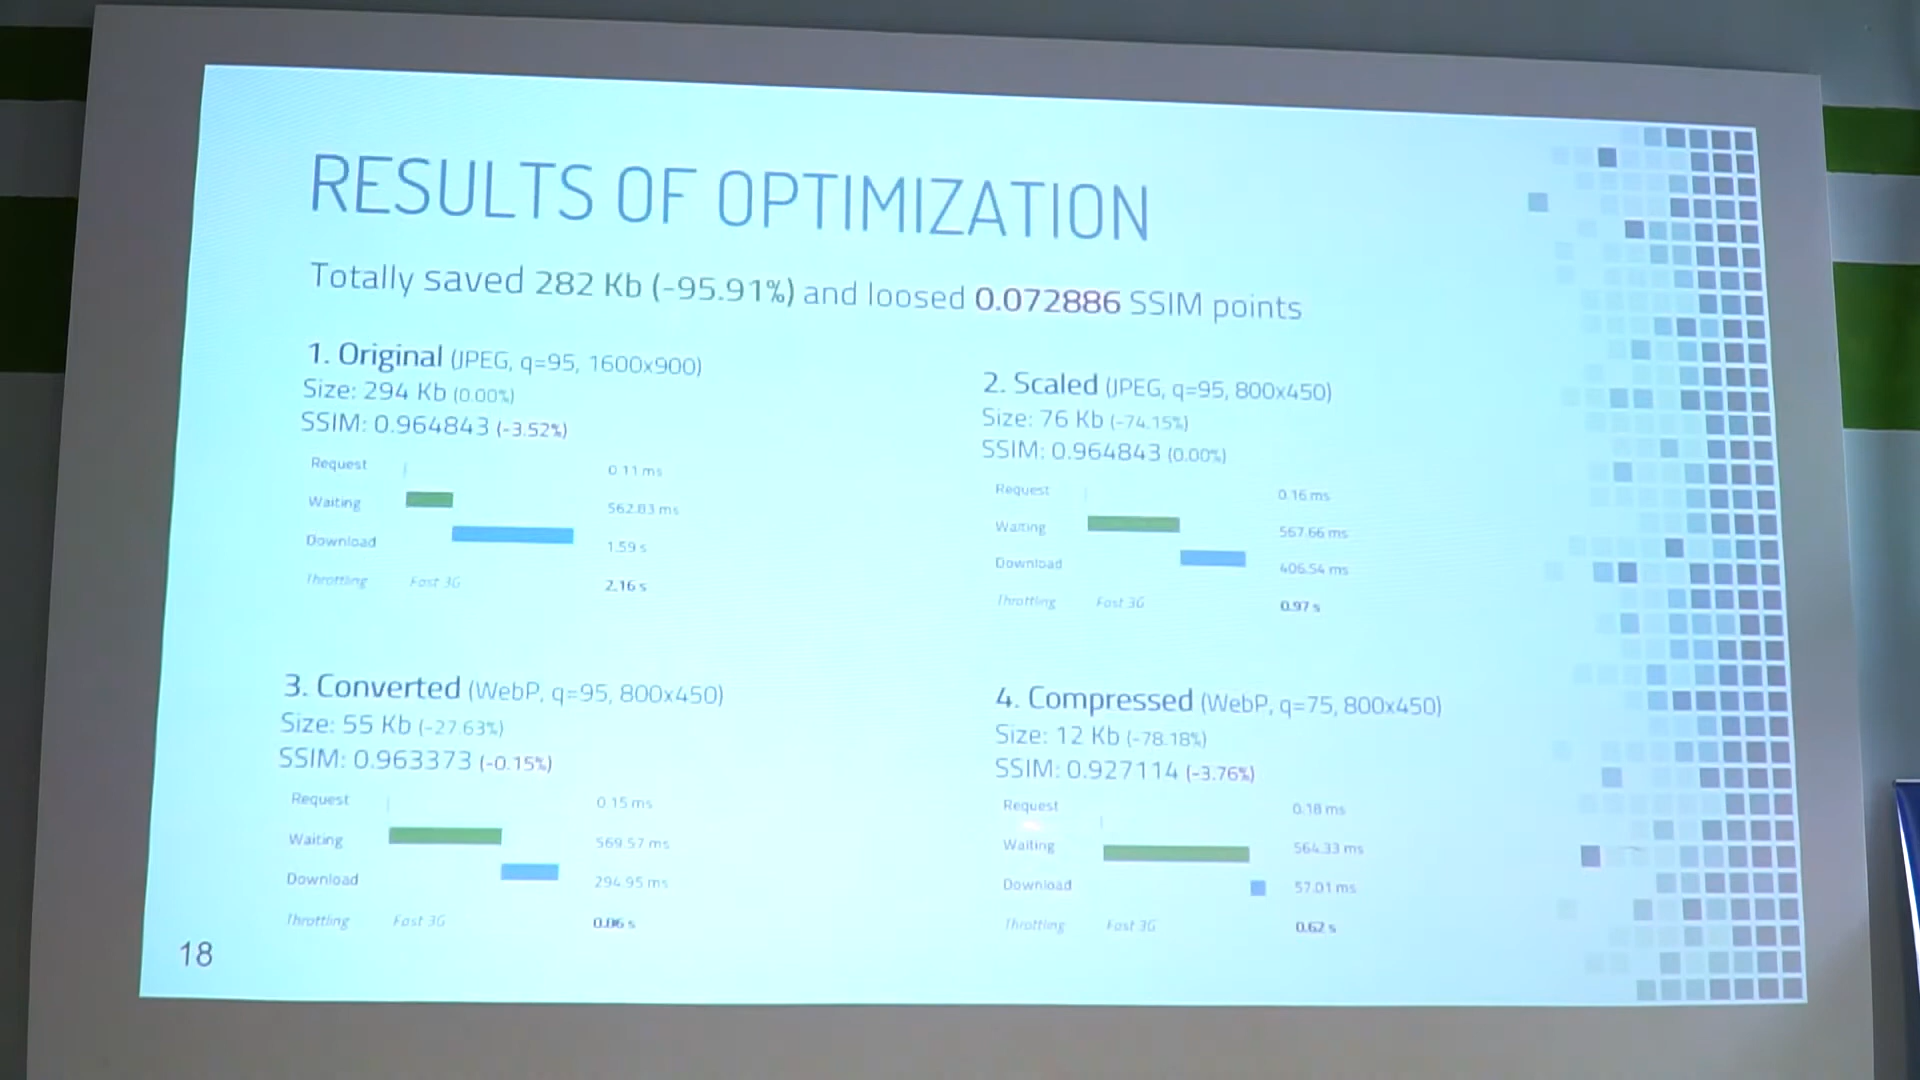 RESULTS OF OPTIMIZATION
Totally saved 282 Kb (-95.91%) and loosed 0.072886 SSIM points
1. Original (JPEG, q=95, 1600x900)
Size: 294 Kb (0.00%)
SSIM: 0.964843 (-3.52%)
Request 0.11 ms
Waiting 562.83 ms
Download 1.59 s
Throttling Fast 3G 2.16 s
2. Scaled (JPEG, q=95, 800x450)
Size: 76 Kb (-74.15%)
SSIM: 0.964843 (0.00%)
Request 0.16 ms
Waiting 567.66 ms
Download 406.54 ms
Throttling Fast 3G 0.97 s
3. Converted (WebP, q=95, 800x450)
Size: 55 Kb (-27.63%)
SSIM: 0.963373 (-0.15%)
Request 0.15 ms
Waiting 569.57 ms
Download 294.95 ms
Throttling Fast 3G
4. Compressed (WebP, q=75, 800x450)
Size: 12 Kb (-78.18%)
SSIM: 0.927114 (-3.76%)
Request 0.18 ms
Waiting 564.33 ms
Download 57.01 ms
Throttling Fast 3G 0.62 s
18